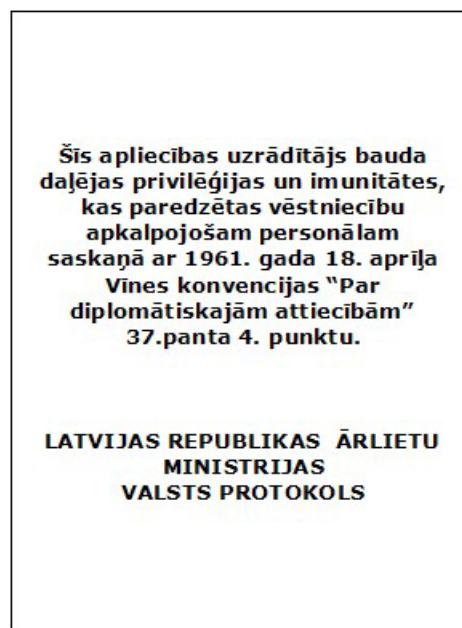 Šīs apliecības uzrādītājs bauda
daļējas privilēģijas un imunitātes,
kas paredzētas vēstniecību
apkalpojošam personālam
saskaņā ar 1961. gada 18. aprīļa
Vīnes konvencijas “Par
diplomātiskajām attiecībām”
37.panta 4. punktu.
LATVIJAS REPUBLIKAS ĀRLIETU
MINISTRIJAS
VALSTS PROTOKOLS